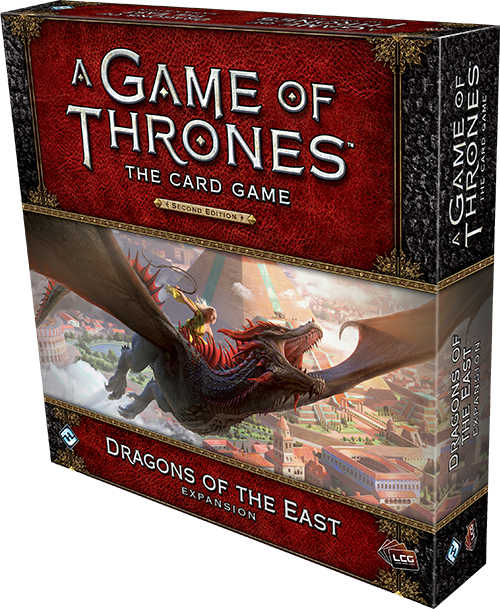 A GAME OF
THRONES™
THE CARD GAME
SECOND EDITION
DRAGONS OF THE EAST
EXPANSION
LCG
A GAME OF
THRONES
THE CARD GAME
DRAGONS OF
THE EAST
EXPANSION